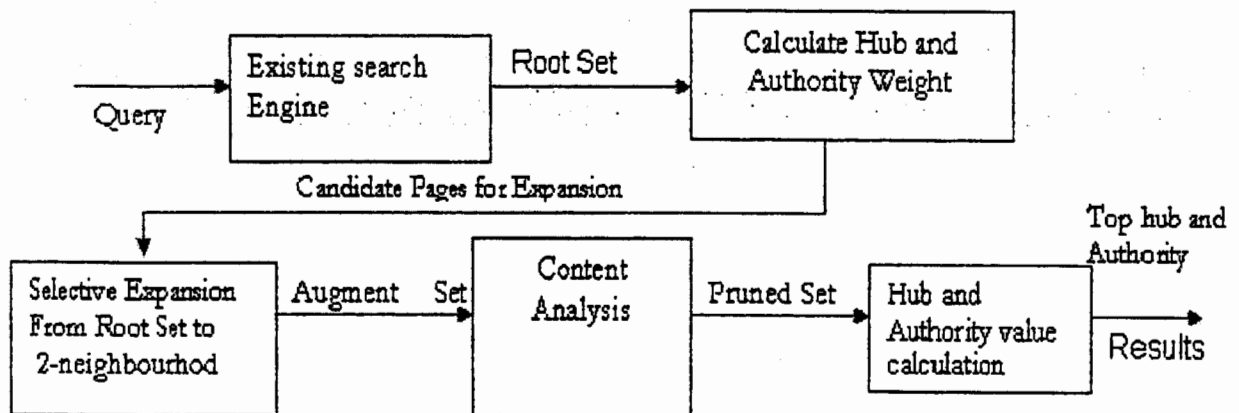 Query
Existing search
Engine
Root Set
Calculate Hub and
Authority Weight
Candidate Pages for Expansion
Selective Expansion
From Root Set to
2-neighbourhod
Augment Set
Content
Analysis
Pruned Set
Hub and
Authority value
calculation
Top hub and
Authority
Results